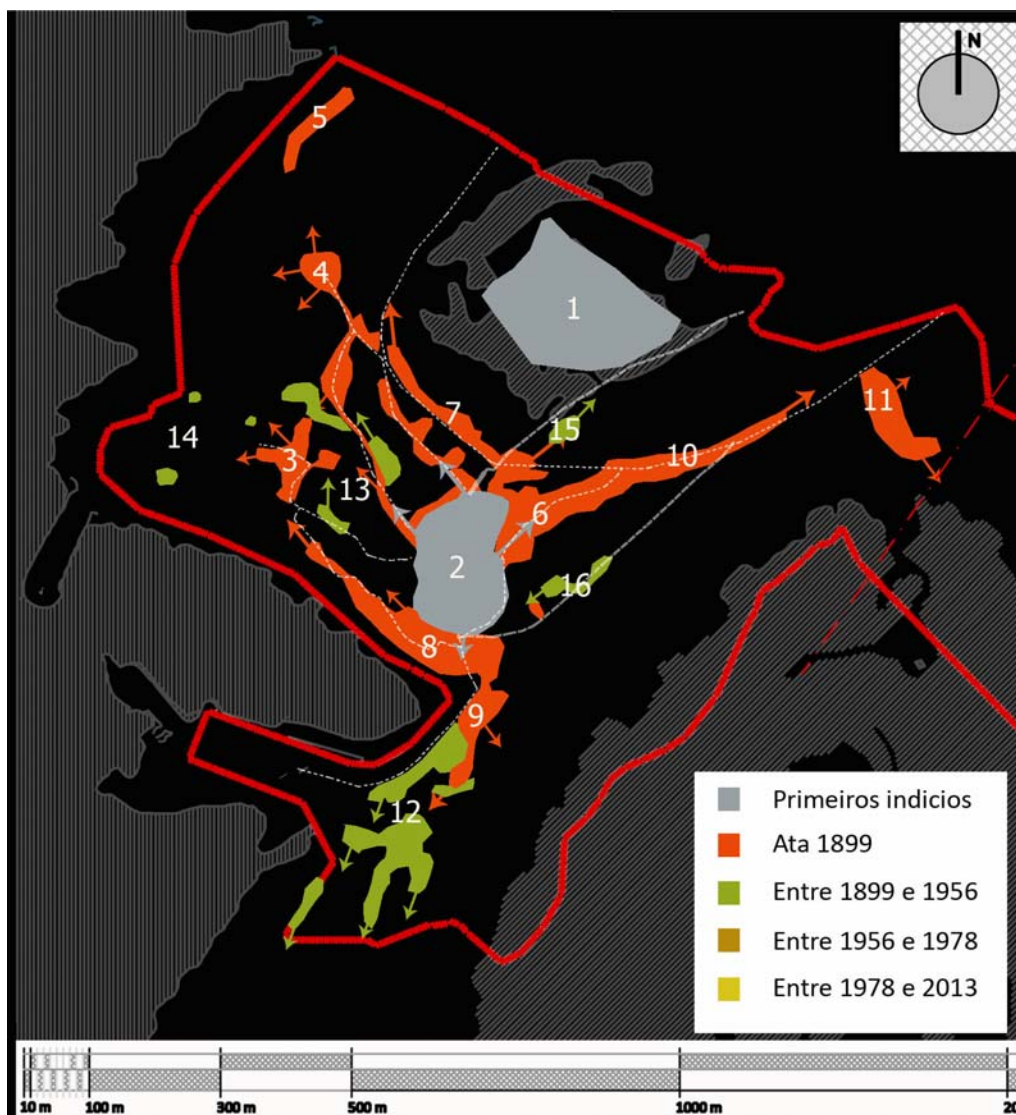 N
5
4
1
7
11
14
3
15
10
13
6
2
16
8
9
12
Primeiros indicios
Ata 1899
Entre 1899 e 1956
Entre 1956 e 1978
Entre 1978 e 2013
10 m 100 m 300 m 500 m 1000 m 20